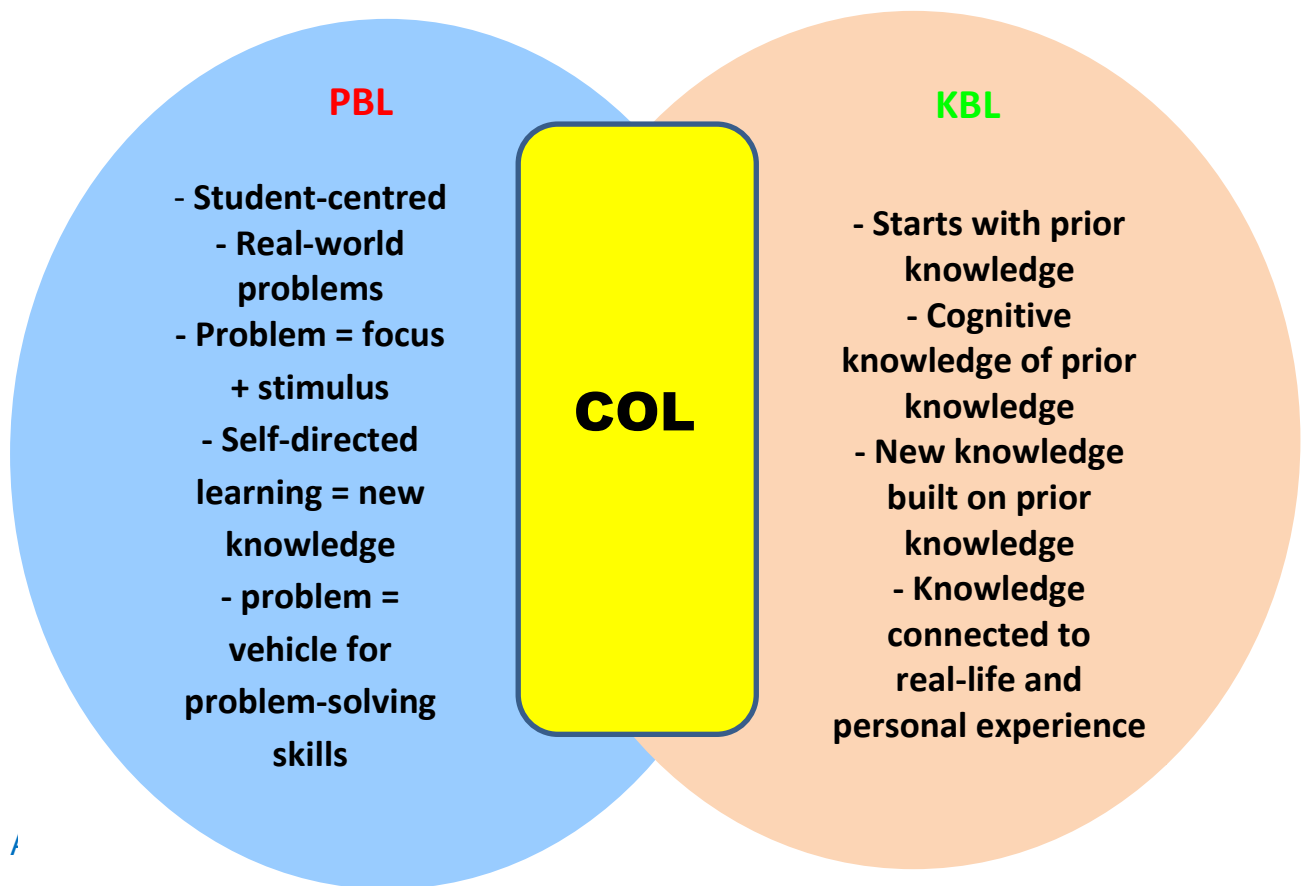 PBL
- Student-centred
- Real-world
problems
- Problem = focus
+ stimulus
- Self-directed
learning = new
knowledge
- problem =
vehicle for
problem-solving
skills
COL
KBL
- Starts with prior
knowledge
- Cognitive
knowledge of prior
knowledge
- New knowledge
built on prior
knowledge
- Knowledge
connected to
real-life and
personal experience